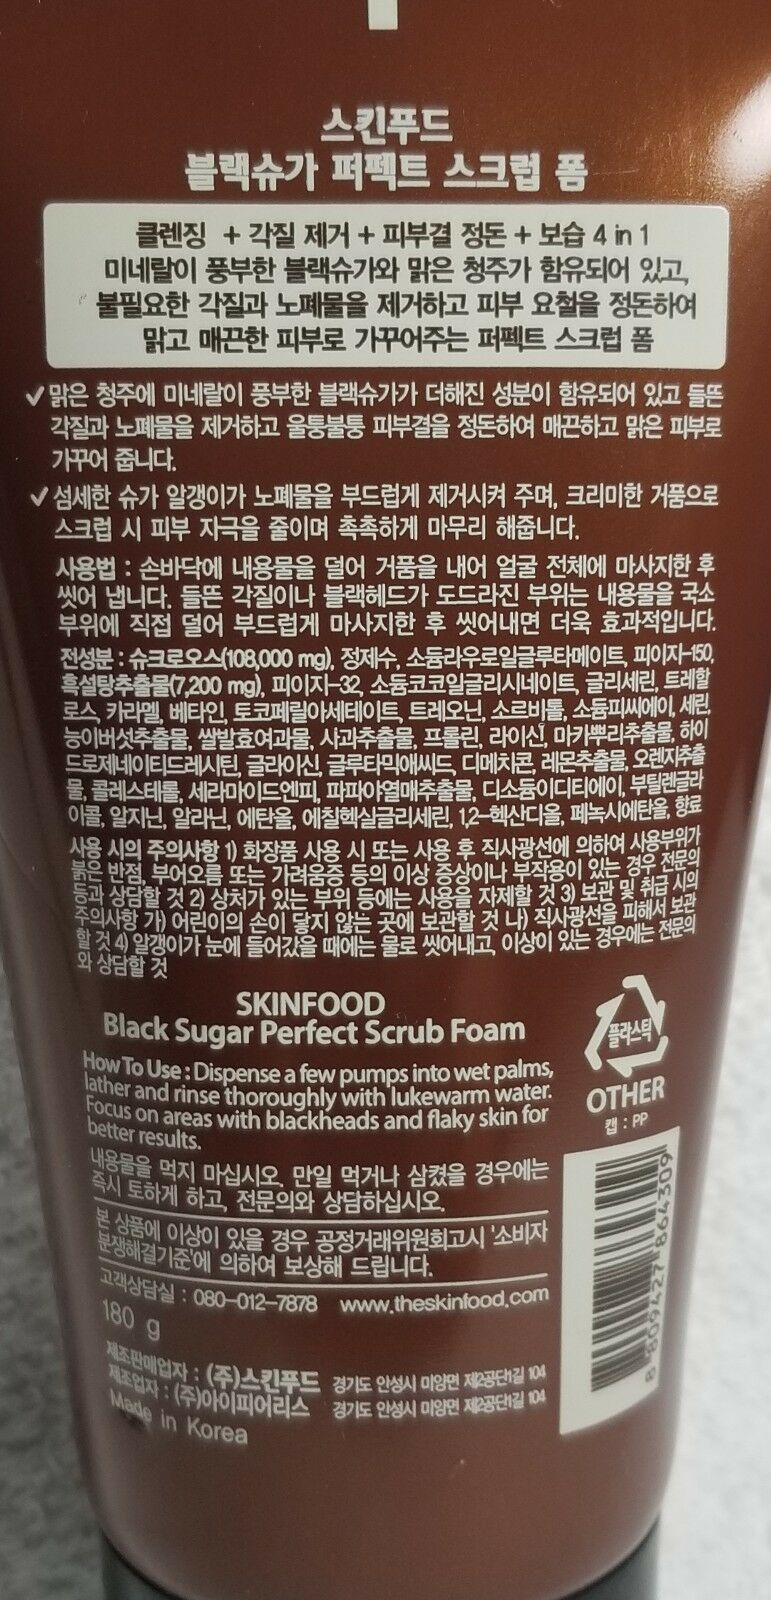 스킨푸드
블랙슈가 퍼펙트 스크럽 폼
클렌징 + 각질 제거 + 피부결 정돈 + 보습 4 in 1
미네랄이 풍부한 블랙슈가와 맑은 청주가 함유되어 있고,
불필요한 각질과 노폐물을 제거하고 피부 요철을 정돈하여
맑고 매끈한 피부로 가꾸어주는 퍼펙트 스크럽 폼
✓ 맑은 청주에 미네랄이 풍부한 블랙슈가가 더해진 성분이 함유되어 있고 들뜬
각질과 노폐물을 제거하고 울퉁불퉁 피부결을 정돈하여 매끈하고 맑은 피부로
가꾸어 줍니다.
✓ 섬세한 슈가 알갱이가 노폐물을 부드럽게 제거시켜 주며, 크리미한 거품으로
스크럽 시 피부 자극을 줄이며 촉촉하게 마무리 해줍니다.
사용법 : 손바닥에 내용물을 덜어 거품을 내어 얼굴 전체에 마사지한 후
씻어 냅니다. 들뜬 각질이나 블랙헤드가 도드라진 부위는 내용물을 국소
부위에 직접 덜어 부드럽게 마사지한 후 씻어내면 더욱 효과적입니다.
전성분 : 슈크로오스(108,000 mg), 정제수, 소듐라우로일글루타메이트, 피이지-150,
흑설탕추출물(7,200 mg), 피이지-32, 소듐코코일글리시네이트, 글리세린, 트레할
로스, 카라멜, 베타인, 토코페릴아세테이트, 트레오닌, 소르비톨, 소듐피씨에이, 세린,
능이버섯추출물, 쌀발효여과물, 사과추출물, 프롤린, 라이신, 마카뿌리추출물, 하이
드로제네이티드레시틴, 글라이신, 글루타믹애씨드, 디메치콘, 레몬추출물, 오렌지추출
물, 콜레스테롤, 세라마이드엔피, 파파야열매추출물, 디소듐이디티에이, 부틸렌글라
이콜, 알지닌, 알라닌, 에탄올, 에칠헥실글리세린, 1,2-헥산디올, 페녹시에탄올, 향료
사용 시의 주의사항 1) 화장품 사용 시 또는 사용 후 직사광선에 의하여 사용부위가
붉은 반점, 부어오름 또는 가려움증 등의 이상 증상이나 부작용이 있는 경우 전문의
등과 상담할 것 2) 상처가 있는 부위 등에는 사용을 자제할 것 3) 보관 및 취급 시의
주의사항 가) 어린이의 손이 닿지 않는 곳에 보관할 것 나) 직사광선을 피해서 보관
할 것 4) 알갱이가 눈에 들어갔을 때에는 물로 씻어내고, 이상이 있는 경우에는 전문의
와 상담할 것
SKINFOOD
Black Sugar Perfect Scrub Foam
How To Use : Dispense a few pumps into wet palms,
lather and rinse thoroughly with lukewarm water.
Focus on areas with blackheads and flaky skin for
better results.
플라스틱
OTHER
캡 : PP
내용물을 먹지 마십시오. 만일 먹거나 삼켰을 경우에는
즉시 토하게 하고, 전문의와 상담하십시오.
본 상품에 이상이 있을 경우 공정거래위원회고시 '소비자
분쟁해결기준'에 의하여 보상해 드립니다.
고객상담실 : 080-012-7878 www.theskinfood.com
180 g
제조판매업자 : (주)스킨푸드 경기도 안성시 미양면 제2공단1길 104
제조업자 : (주)아이피어리스 경기도 안성시 미양면 제2공단1길 104
Made in Korea
8 809427 864309